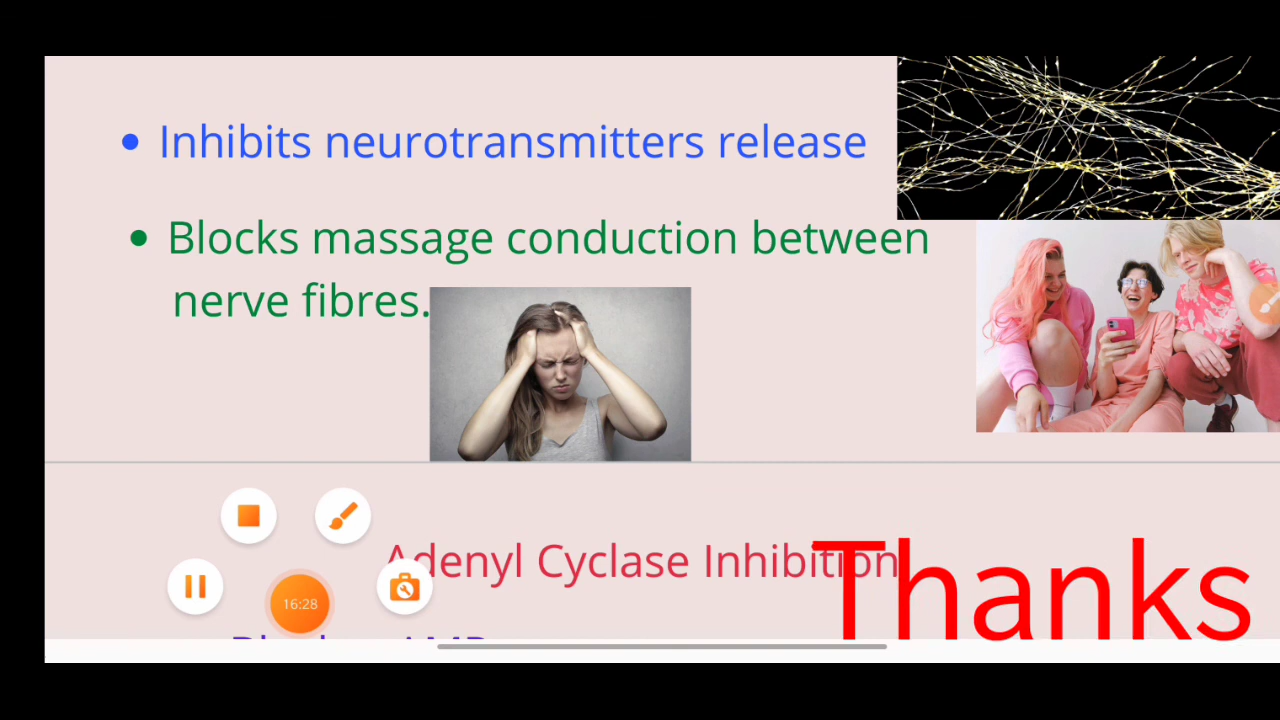 Inhibits neurotransmitters release
Blocks massage conduction between
nerve fibres.
Adenyl Cyclase Inhibition
Thanks
16:28